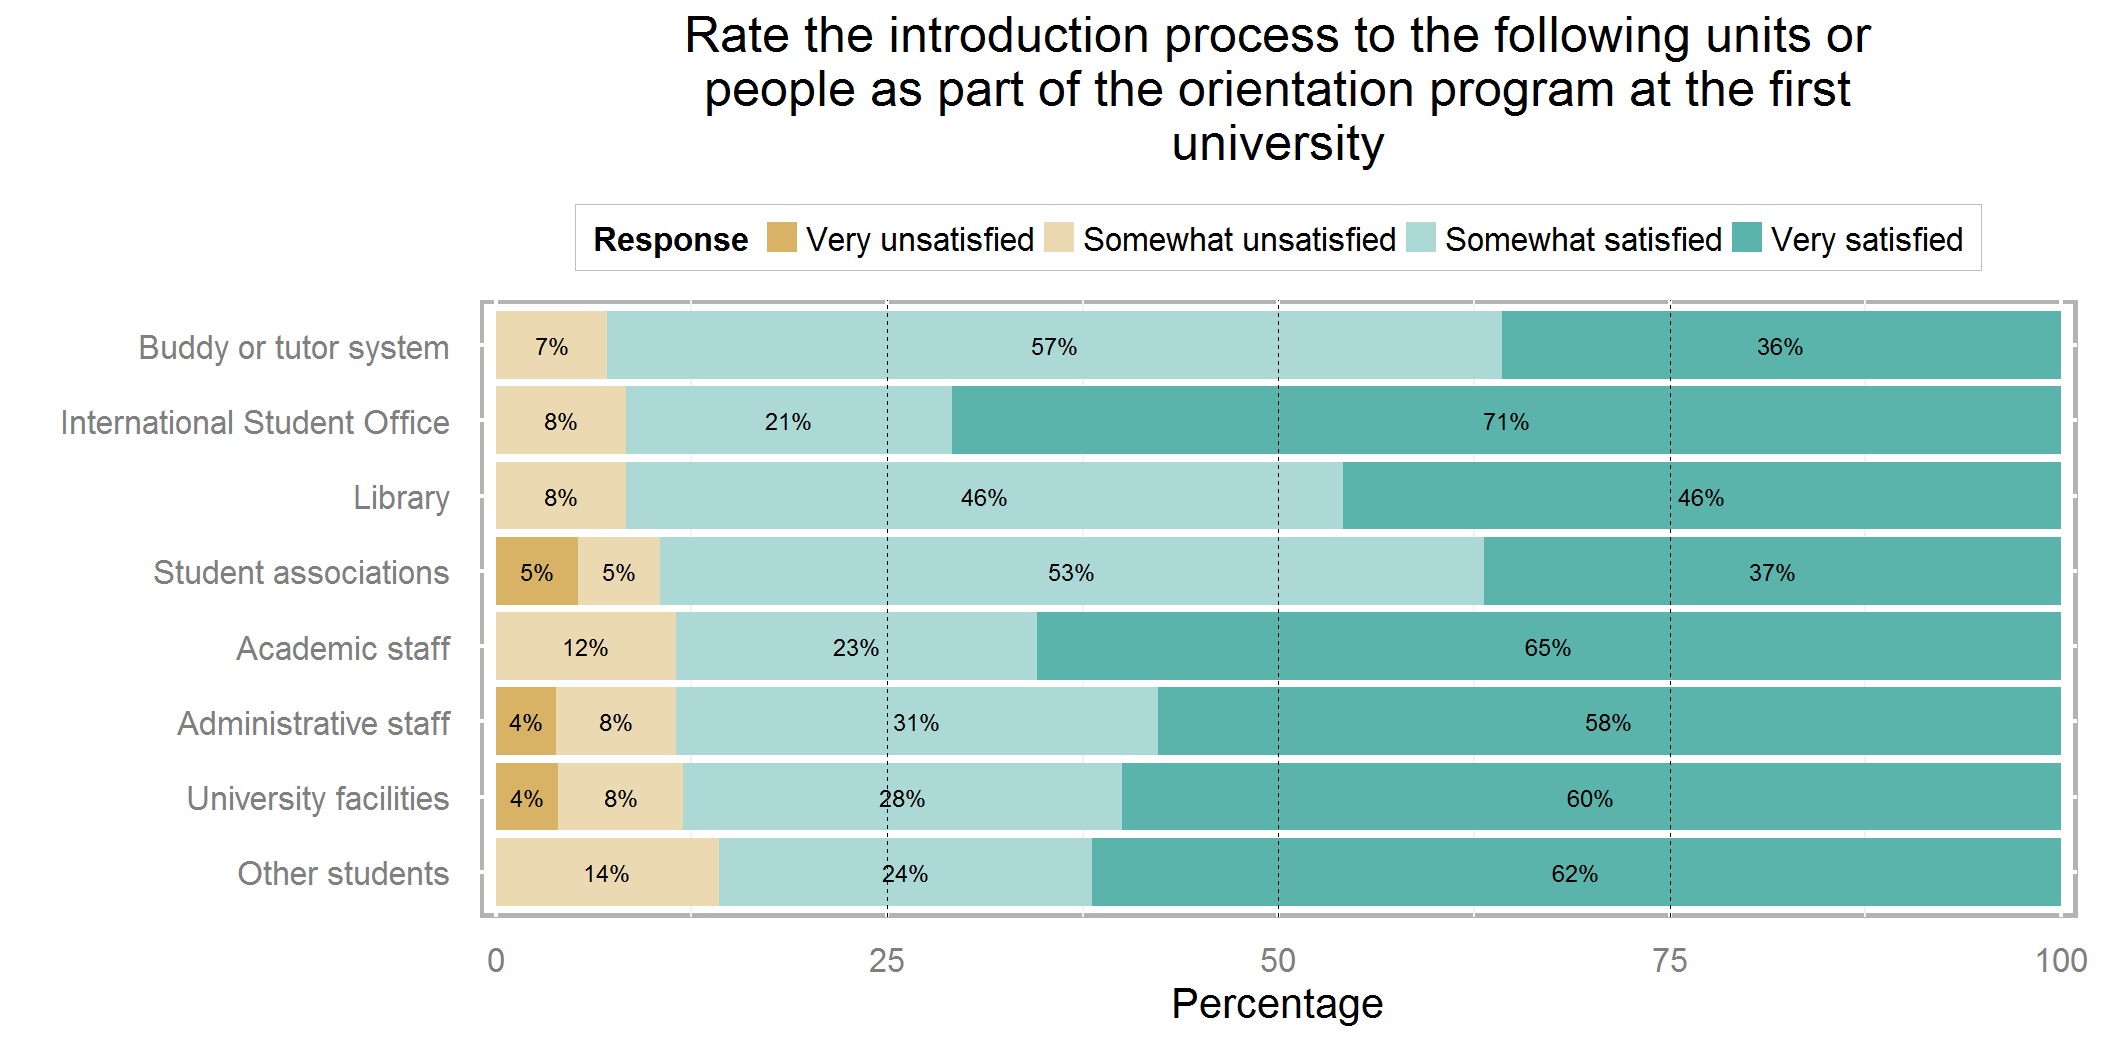 Rate the introduction process to the following units or
people as part of the orientation program at the first
university
Response Very unsatisfied Somewhat unsatisfied Somewhat satisfied Very satisfied
Buddy or tutor system 7% 57% 36%
International Student Office 8% 21% 71%
Library 8% 46% 46%
Student associations 5% 5% 53% 37%
Academic staff 12% 23% 65%
Administrative staff 4% 8% 31% 58%
University facilities 4% 8% 28% 60%
Other students 14% 24% 62%
0 25 50 75 100
Percentage